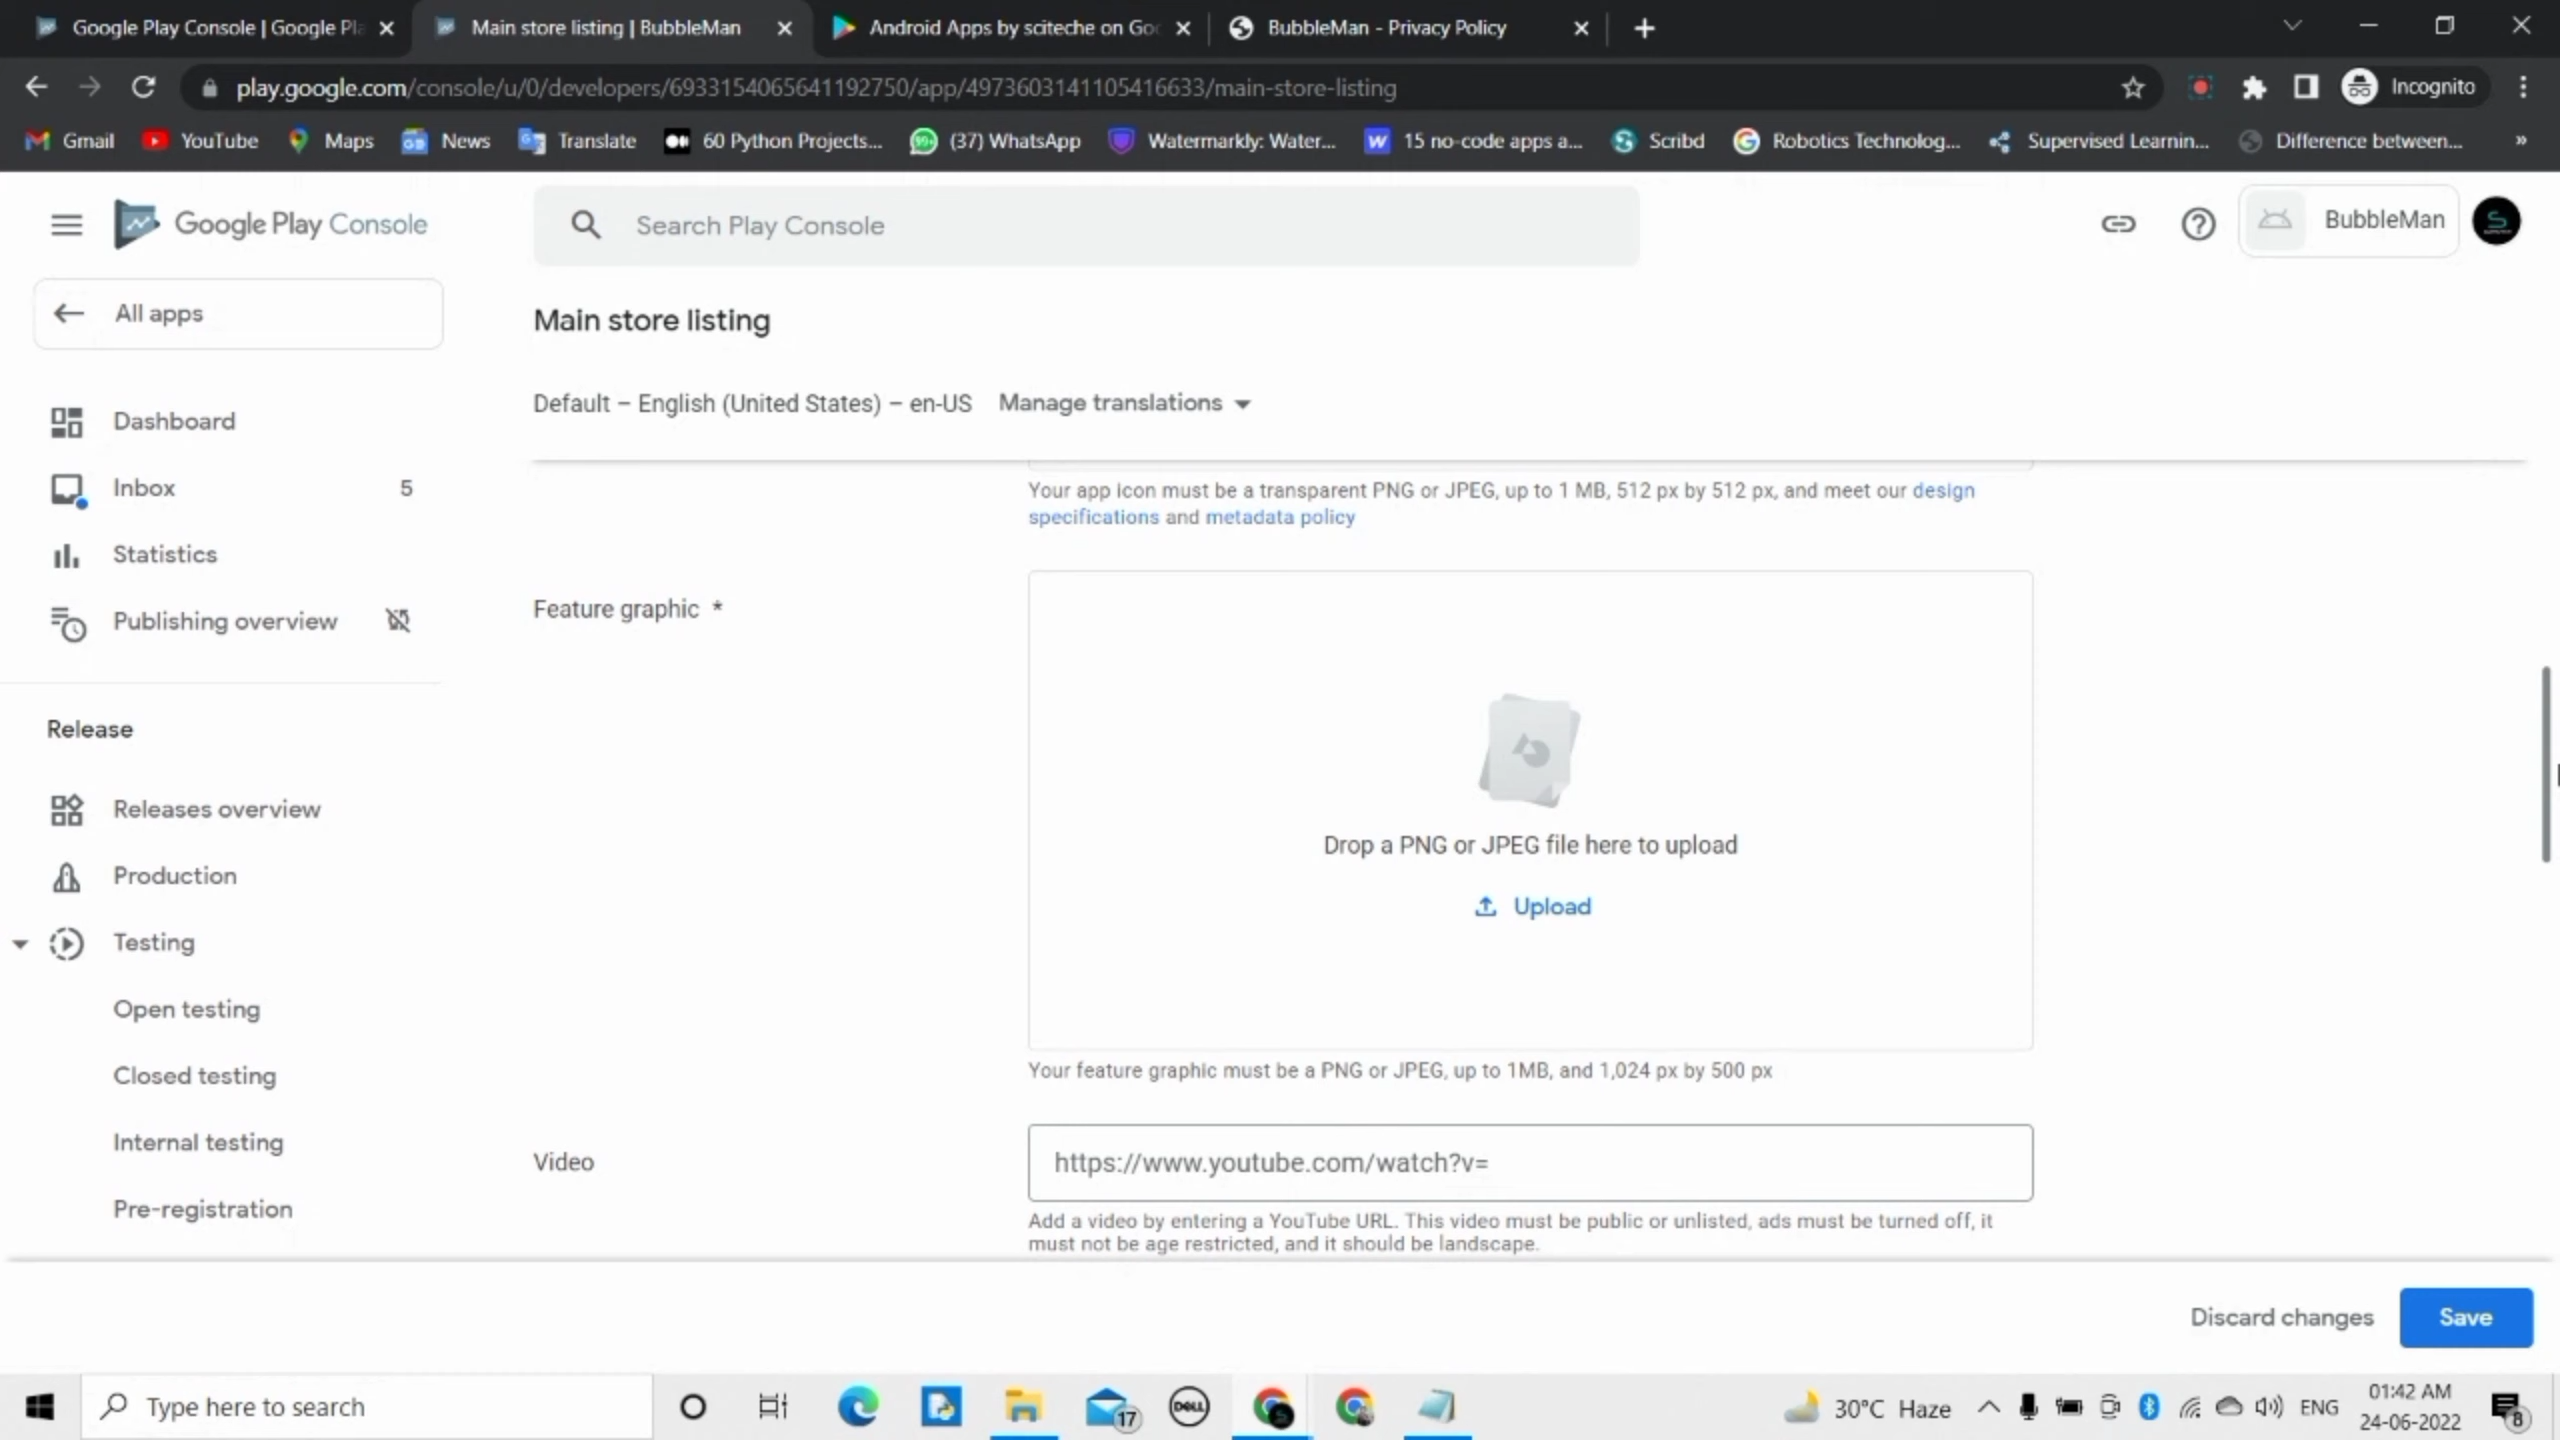 Google Play Console | Google Pla
Main store listing | BubbleMan
Android Apps by sciteche on Goo
BubbleMan - Privacy Policy
play.google.com/console/u/0/developers/6933154065641192750/app/4973603141105416633/main-store-listing
Incognito
Gmail
YouTube
Maps
News
Translate
60 Python Projects...
(37) WhatsApp
Watermarkly: Water...
15 no-code apps a...
Scribd
Robotics Technolog...
Supervised Learnin...
Difference between...
»
Google Play Console
Search Play Console
BubbleMan
All apps
Main store listing
Default – English (United States) – en-US
Manage translations
Dashboard
Inbox
5
Statistics
Publishing overview
Release
Releases overview
Production
Testing
Open testing
Closed testing
Internal testing
Pre-registration
Your app icon must be a transparent PNG or JPEG, up to 1 MB, 512 px by 512 px, and meet our design
specifications and metadata policy
Feature graphic *
Drop a PNG or JPEG file here to upload
Upload
Your feature graphic must be a PNG or JPEG, up to 1MB, and 1,024 px by 500 px
Video
https://www.youtube.com/watch?v=
Add a video by entering a YouTube URL. This video must be public or unlisted, ads must be turned off, it
must not be age restricted, and it should be landscape.
Discard changes
Save
Type here to search
17
DELL
30°C Haze
ENG
01:42 AM
24-06-2022
8